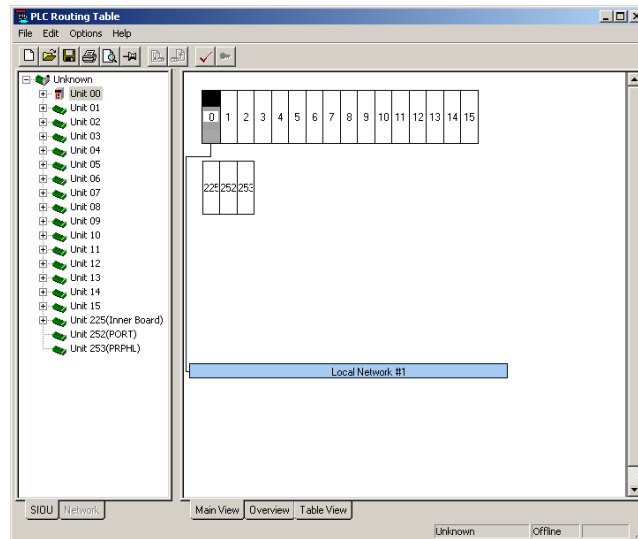 PLC Routing Table
File Edit Options Help
Unknown
Unit 00
Unit 01
Unit 02
Unit 03
Unit 04
Unit 05
Unit 06
Unit 07
Unit 08
Unit 09
Unit 10
Unit 11
Unit 12
Unit 13
Unit 14
Unit 15
Unit 225(Inner Board)
Unit 252(PORT)
Unit 253(PRPHL)
0 1 2 3 4 5 6 7 8 9 10 11 12 13 14 15
225 252 253
Local Network #1
SIOU Network
Main View Overview Table View
Unknown Offline